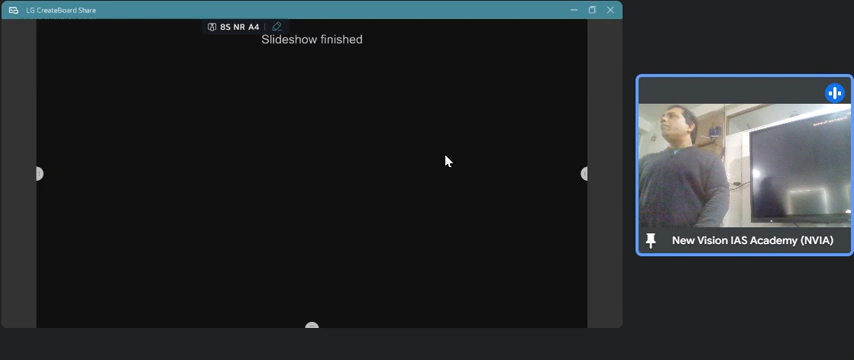 LG CreateBoard Share
8S NR A4
Slideshow finished
New Vision IAS Academy (NVIA)